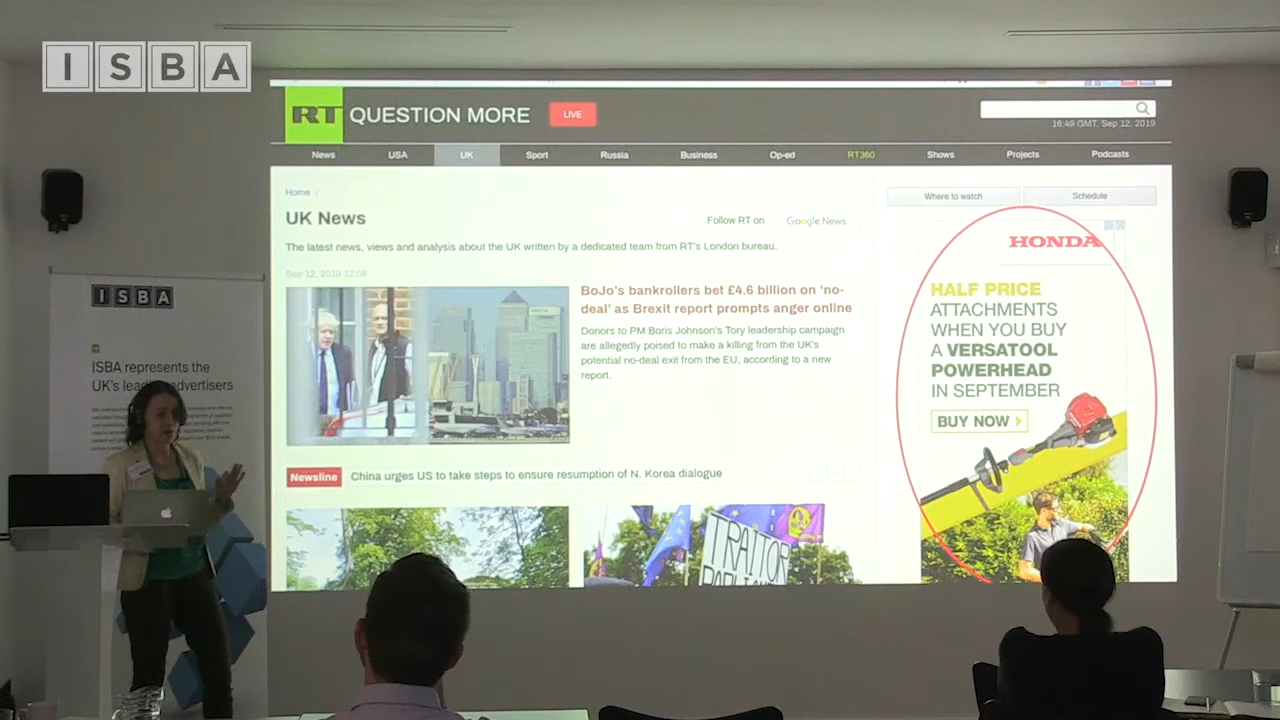 ISBA
RT QUESTION MORE LIVE
16:49 GMT, Sep 12, 2019
News USA UK Sport Russia Business Op-ed RT360 Shows Projects Podcasts
Home /
Where to watch Schedule
UK News
Follow RT on Google News
The latest news, views and analysis about the UK written by a dedicated team from RT's London bureau.
Sep 12, 2019 12:08
BoJo's bankrollers bet £4.6 billion on 'no-
deal' as Brexit report prompts anger online
Donors to PM Boris Johnson's Tory leadership campaign
are allegedly poised to make a killing from the UK's
potential no-deal exit from the EU, according to a new
report.
HONDA
HALF PRICE
ATTACHMENTS
WHEN YOU BUY
A VERSATOOL
POWERHEAD
IN SEPTEMBER
BUY NOW
Newsline China urges US to take steps to ensure resumption of N. Korea dialogue
TRAITOR
ISBA
ISBA represents the
UK's advertisers